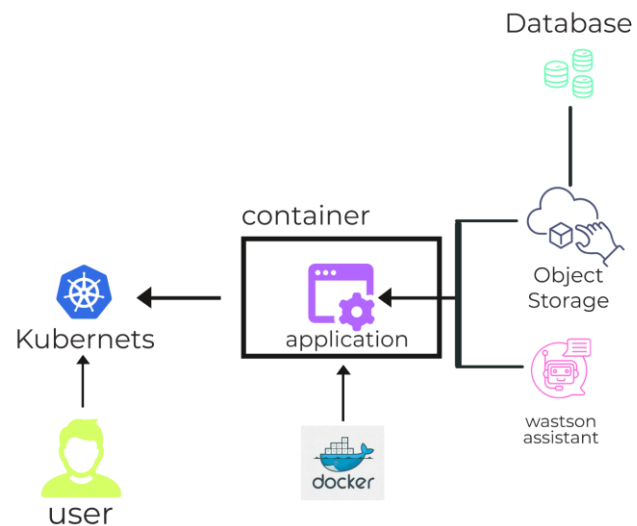 Database
container
Object
Storage
Kubernets
application
wastson
assistant
docker
user